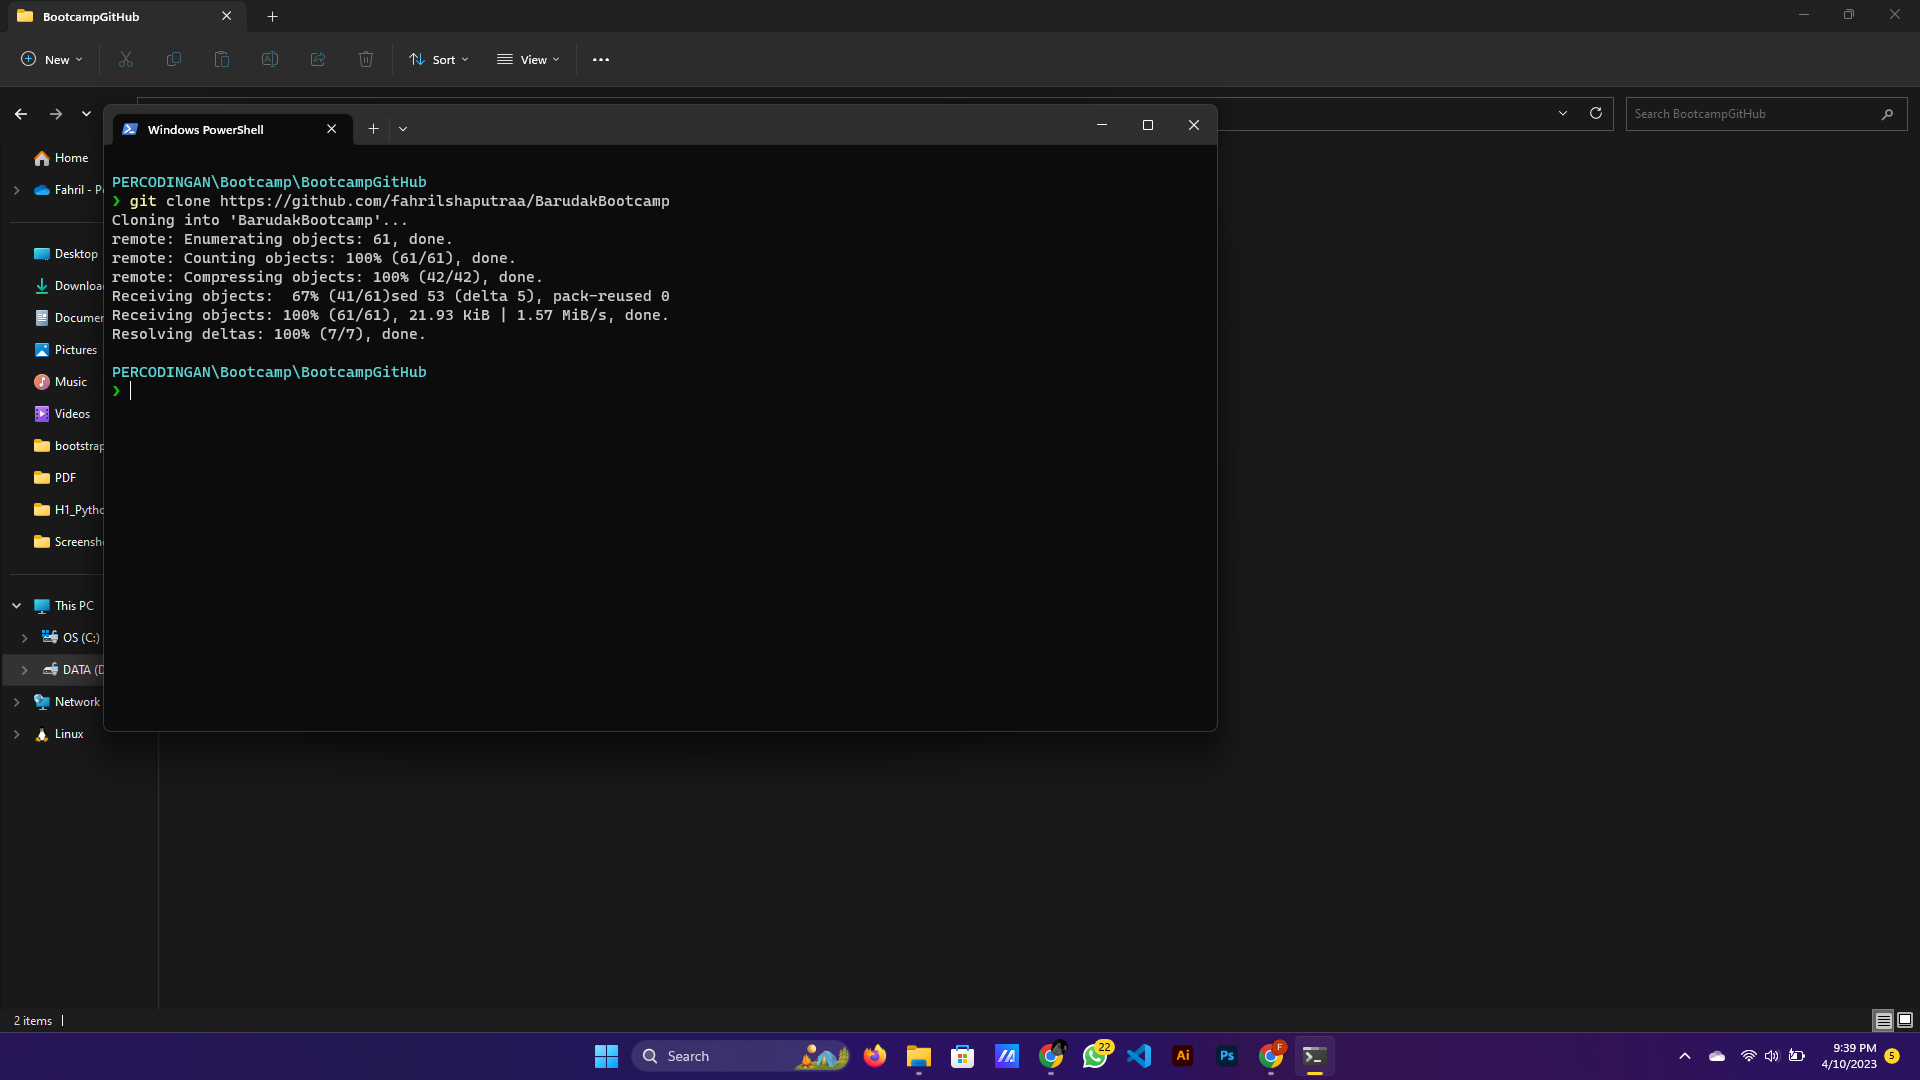 BootcampGitHub
New
Sort
View
Search BootcampGitHub
Windows PowerShell
Home
Fahril - P
Desktop
Downloa
Documen
Pictures
Music
Videos
bootstrap
PDF
H1_Pytho
Screensho
This PC
OS (C:)
DATA (D
Network
Linux
PERCODINGAN\Bootcamp\BootcampGitHub
❯ git clone https://github.com/fahrilshaputraa/BarudakBootcamp
Cloning into 'BarudakBootcamp'...
remote: Enumerating objects: 61, done.
remote: Counting objects: 100% (61/61), done.
remote: Compressing objects: 100% (42/42), done.
Receiving objects:  67% (41/61)sed 53 (delta 5), pack-reused 0
Receiving objects: 100% (61/61), 21.93 KiB | 1.57 MiB/s, done.
Resolving deltas: 100% (7/7), done.
PERCODINGAN\Bootcamp\BootcampGitHub
❯
2 items
Search
22
Ai
Ps
F
9:39 PM
4/10/2023
5